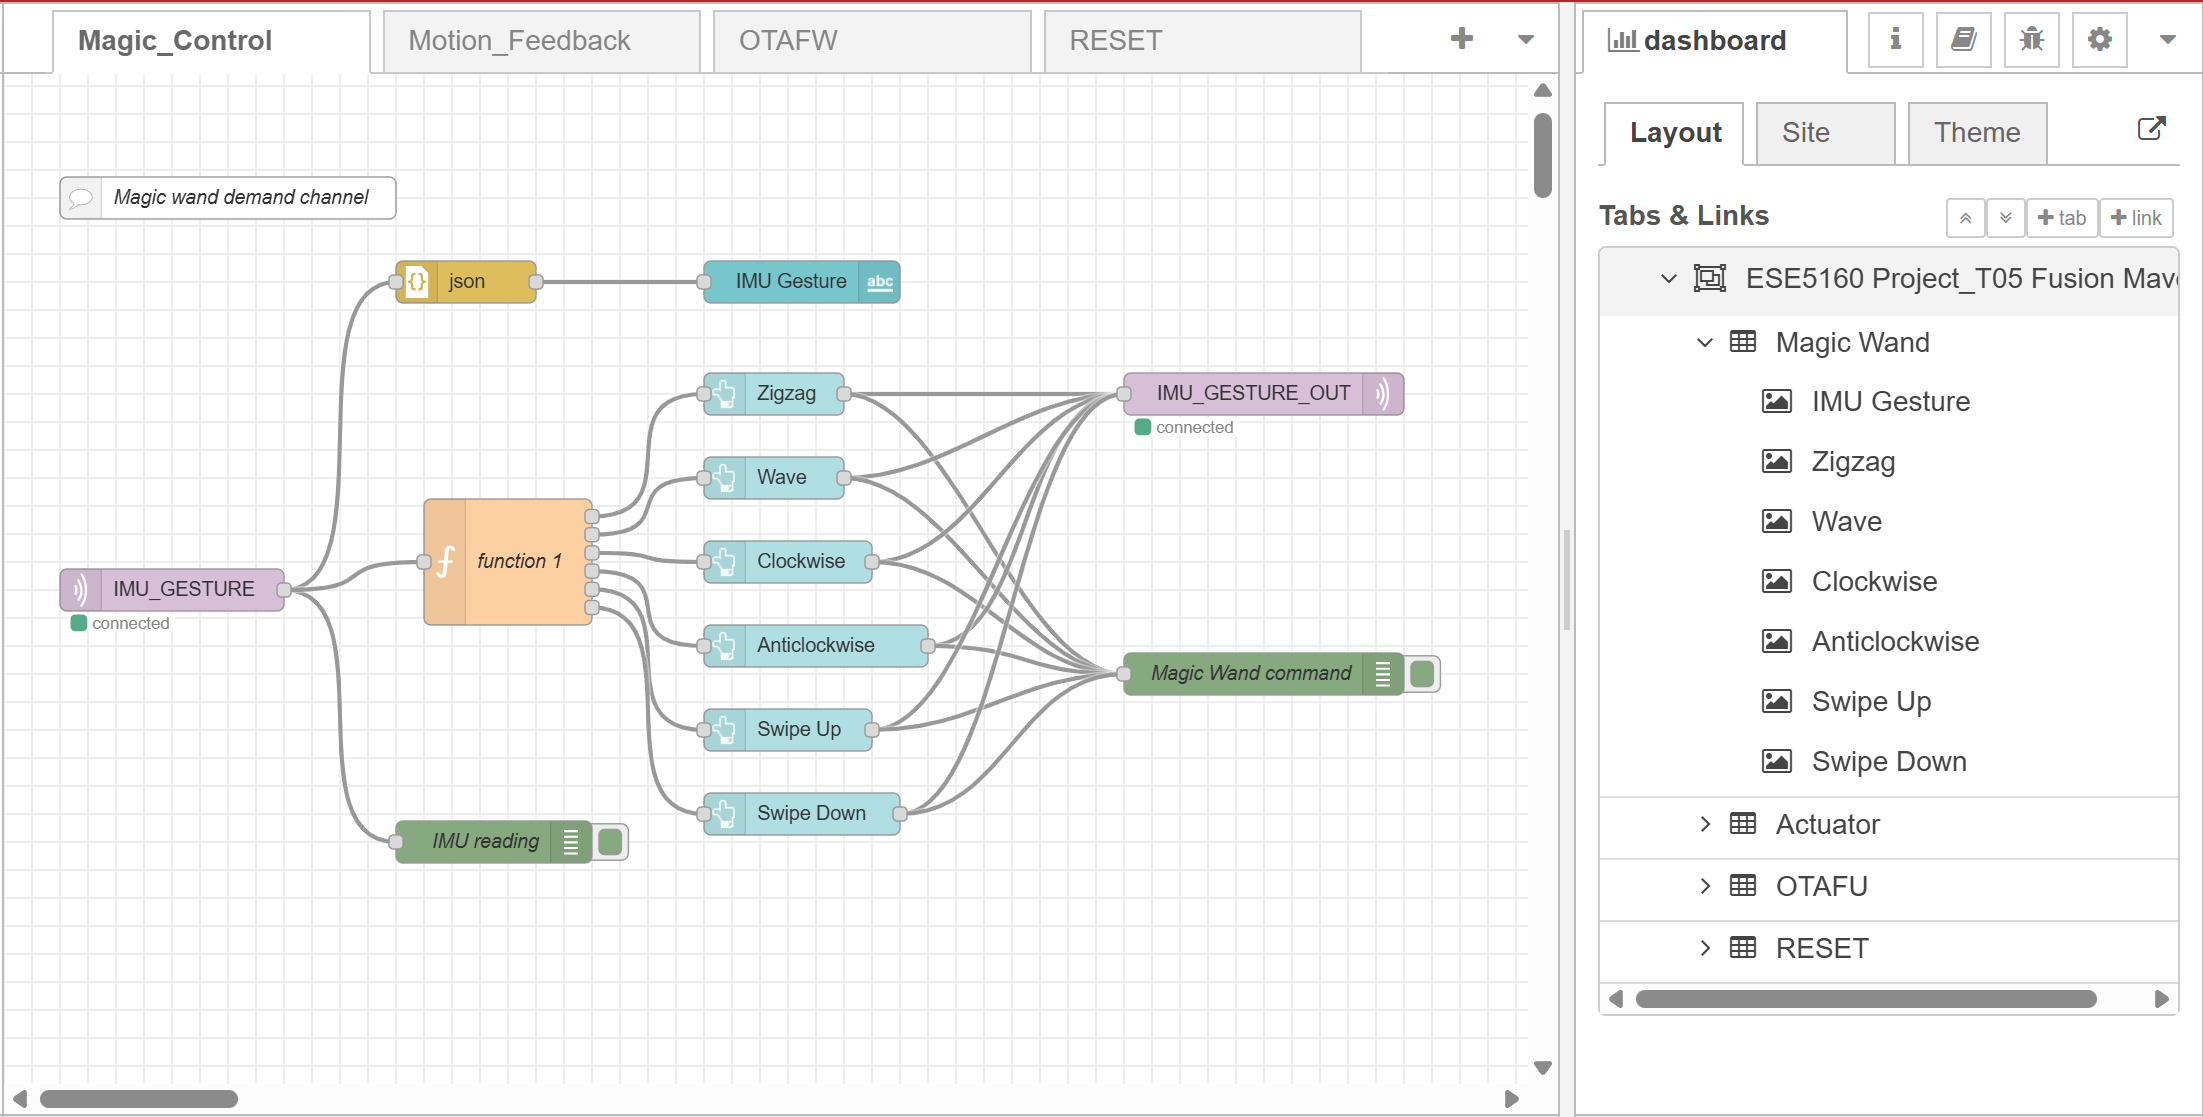 Magic_Control
Motion_Feedback
OTAFW
RESET
dashboard
Layout
Site
Theme
Tabs & Links
tab
link
ESE5160 Project_T05 Fusion Mav
Magic Wand
IMU Gesture
Zigzag
Wave
Clockwise
Anticlockwise
Swipe Up
Swipe Down
Actuator
OTAFU
RESET
Magic wand demand channel
json
IMU Gesture
abc
Zigzag
IMU_GESTURE_OUT
connected
Wave
function 1
Clockwise
IMU_GESTURE
connected
Anticlockwise
Magic Wand command
Swipe Up
Swipe Down
IMU reading